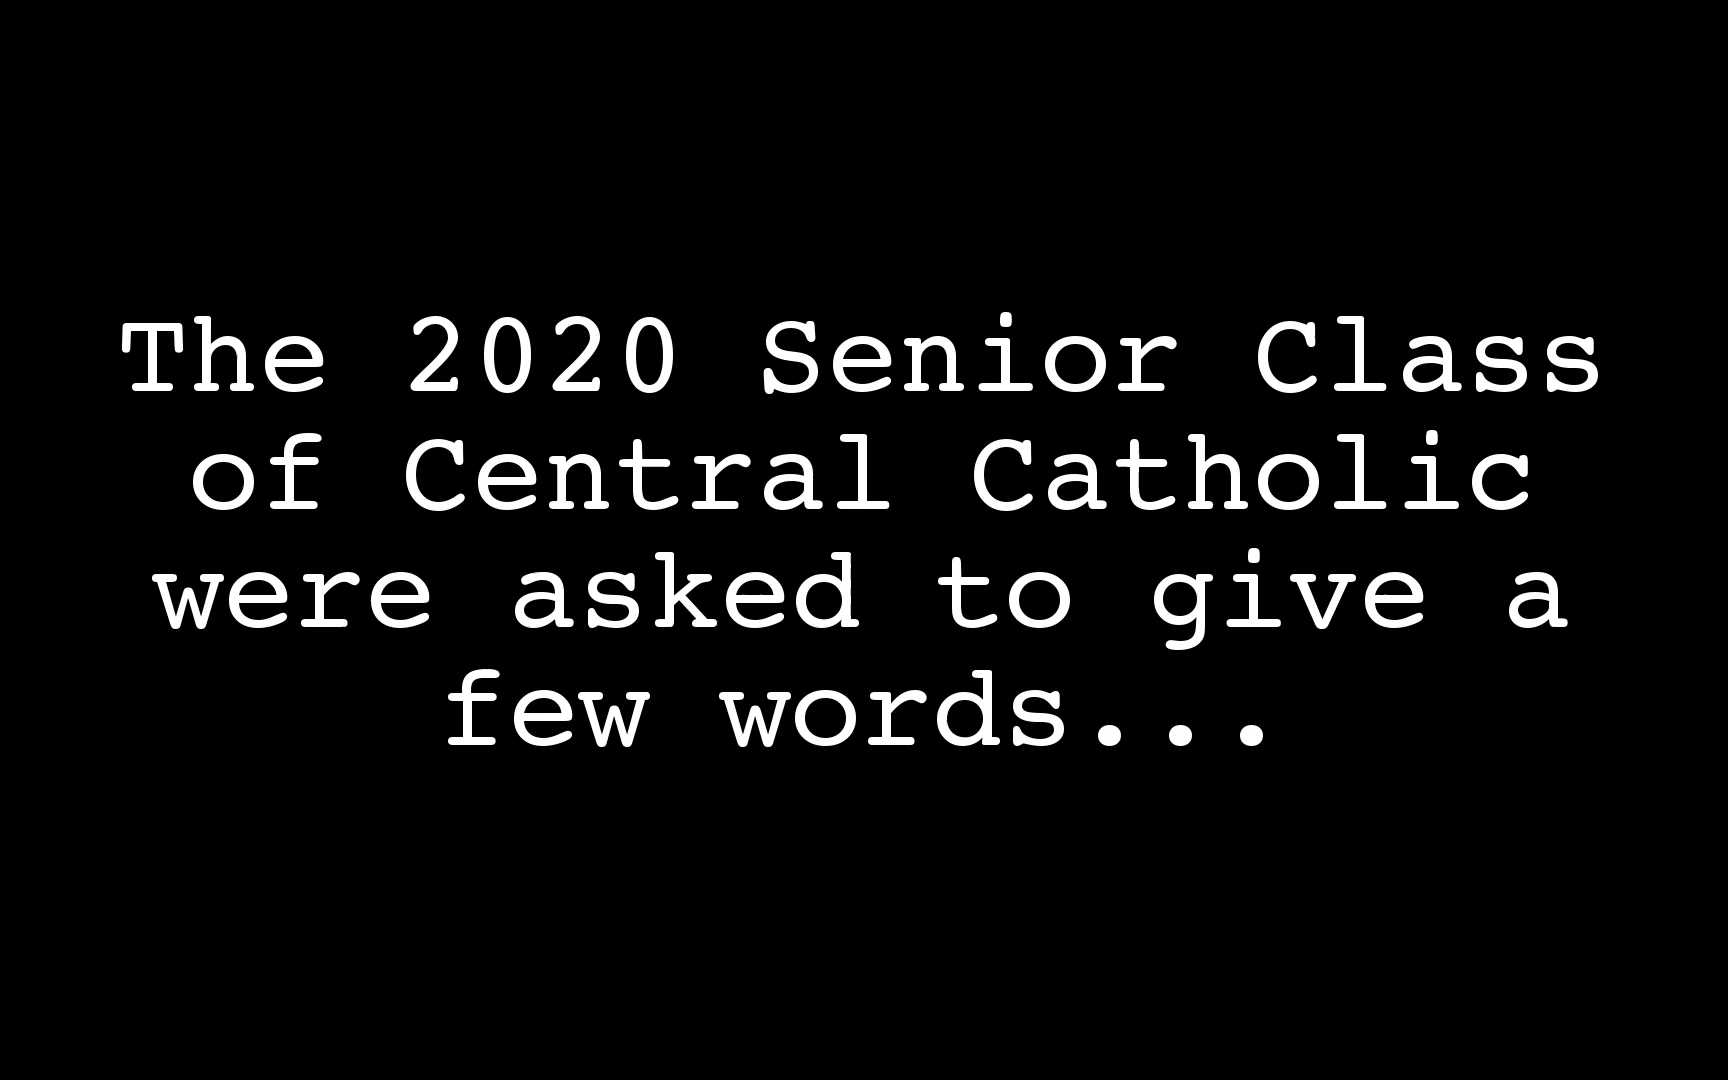 The 2020 Senior Class
of Central Catholic
were asked to give a
few words...